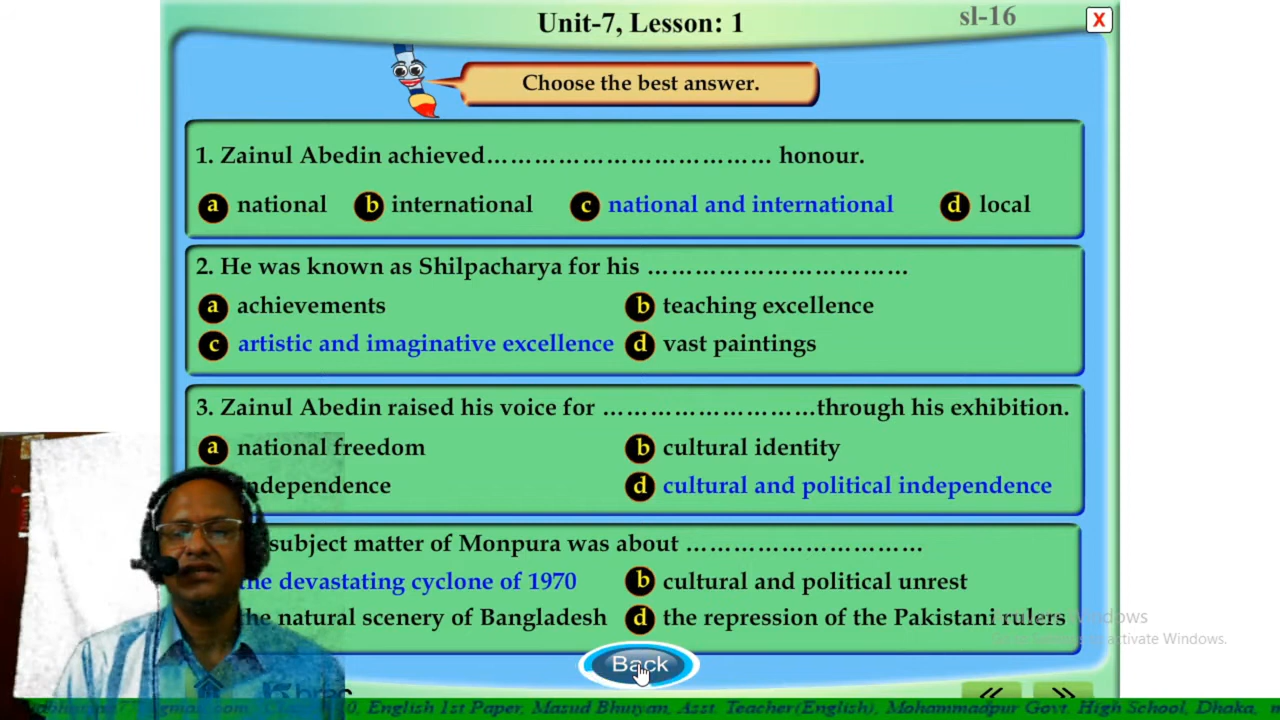 Unit-7, Lesson: 1
sl-16
X
Choose the best answer.
1. Zainul Abedin achieved………………………………… honour.
a national b international c national and international d local
2. He was known as Shilpacharya for his ……………………………
a achievements b teaching excellence
c artistic and imaginative excellence d vast paintings
3. Zainul Abedin raised his voice for ………………………through his exhibition.
a national freedom b cultural identity
independence d cultural and political independence
subject matter of Monpura was about …………………………
the devastating cyclone of 1970 b cultural and political unrest
the natural scenery of Bangladesh d the repression of the Pakistani rulers
Back
« »
English 1st Paper, Masud Bhuiyan, Asst. Teacher(English), Mohammadpur Govt. High School, Dhaka,